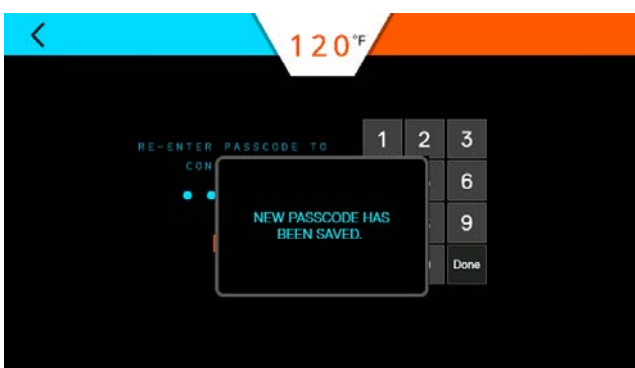 120°F
RE-ENTER PASSCODE TO
CON
1 2 3
6
NEW PASSCODE HAS
BEEN SAVED.
9
Done